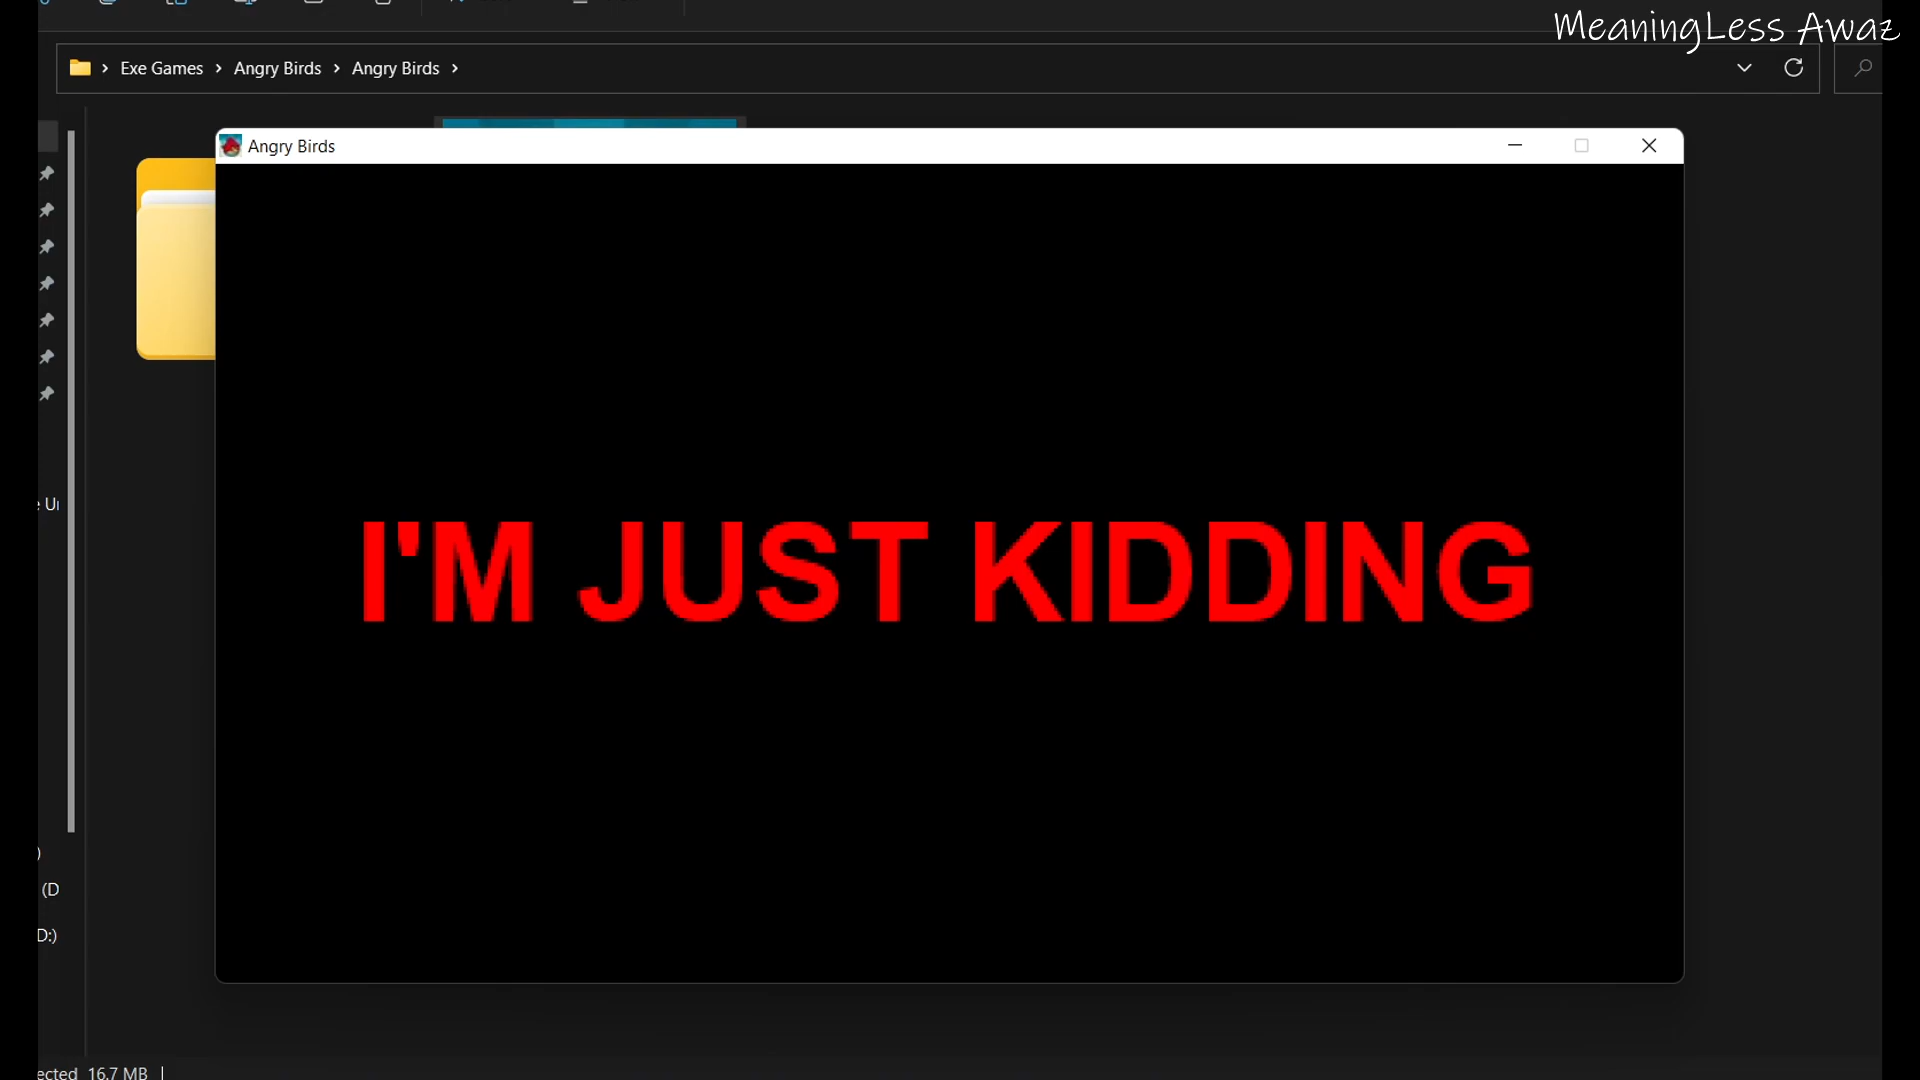 MeaningLess Awaz
Exe Games > Angry Birds > Angry Birds >
Angry Birds
I'M JUST KIDDING
(D
D:)
16.7 MB